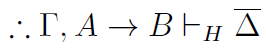 ∴ Γ, A → B ⊢_H \overline{Δ}